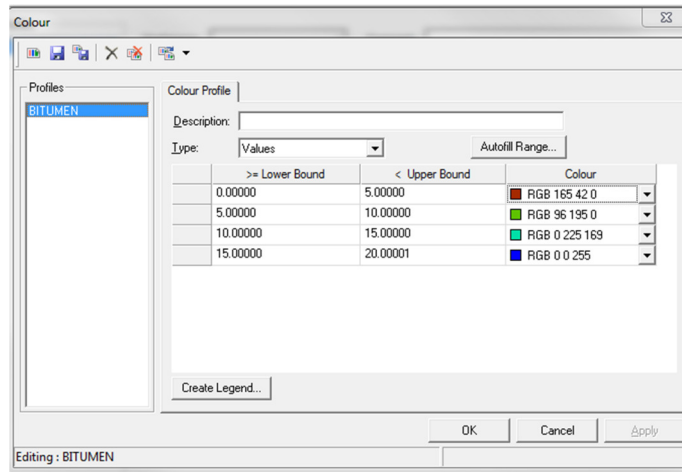 Colour
Profiles
BITUMEN
Colour Profile
Description:
Type: Values Autofill Range...
>= Lower Bound < Upper Bound Colour
0.00000 5.00000 RGB 165 42 0
5.00000 10.00000 RGB 96 195 0
10.00000 15.00000 RGB 0 225 169
15.00000 20.00001 RGB 0 0 255
Create Legend...
OK Cancel Apply
Editing : BITUMEN